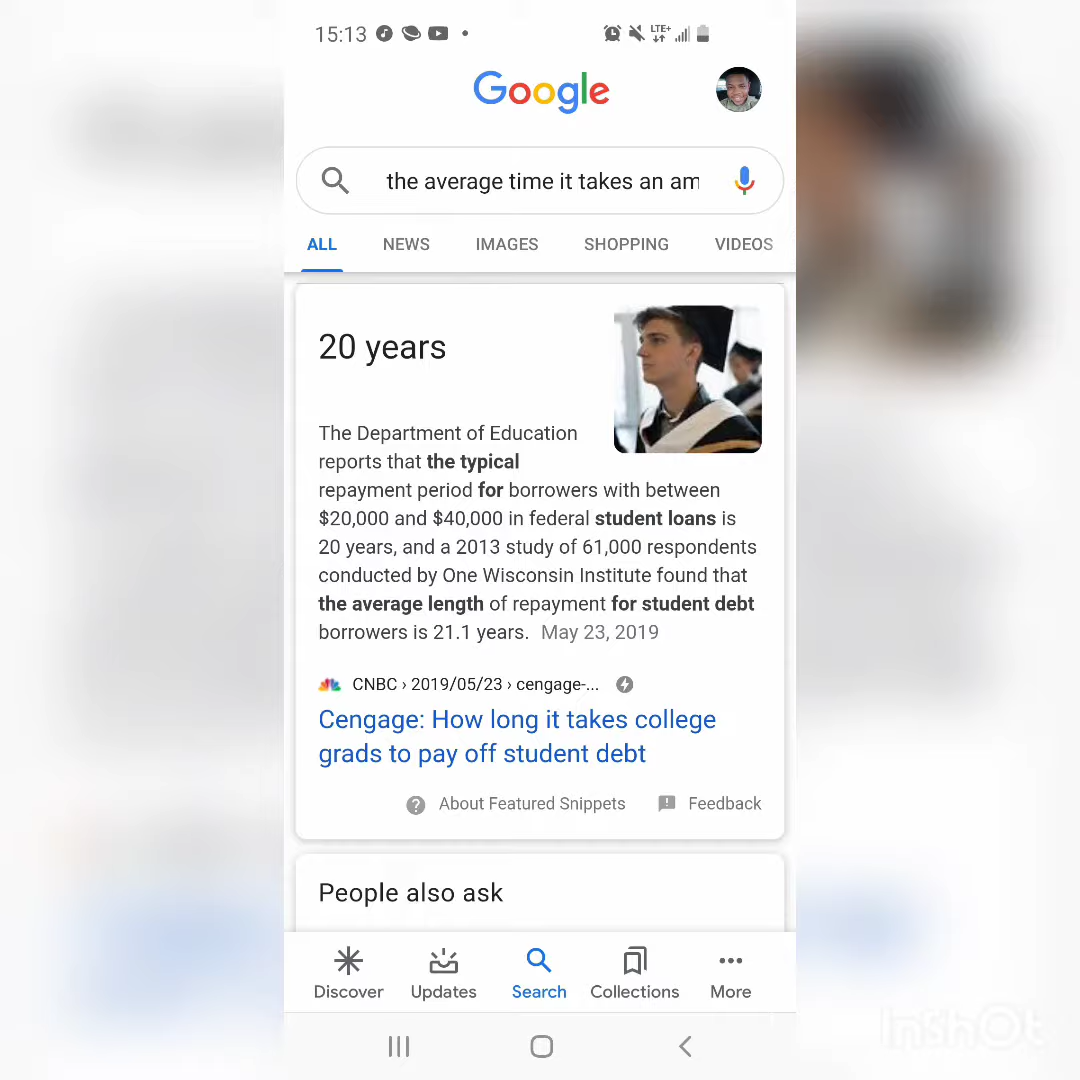 15:13 LTE+
Google
the average time it takes an am
ALL NEWS IMAGES SHOPPING VIDEOS
20 years
The Department of Education
reports that the typical
repayment period for borrowers with between
$20,000 and $40,000 in federal student loans is
20 years, and a 2013 study of 61,000 respondents
conducted by One Wisconsin Institute found that
the average length of repayment for student debt
borrowers is 21.1 years. May 23, 2019
CNBC › 2019/05/23 › cengage-...
Cengage: How long it takes college
grads to pay off student debt
About Featured Snippets Feedback
People also ask
Discover Updates Search Collections More
InShOt